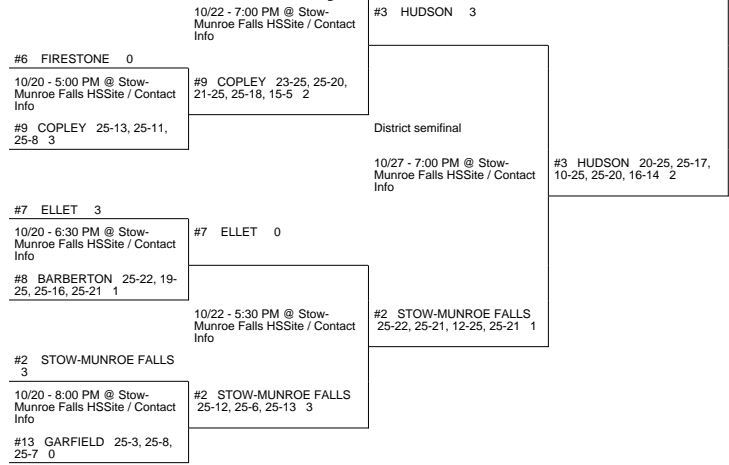 10/22 - 7:00 PM @ Stow-
Munroe Falls HSSite / Contact
Info
#3 HUDSON 3
#6 FIRESTONE 0
10/20 - 5:00 PM @ Stow-
Munroe Falls HSSite / Contact
Info
#9 COPLEY 23-25, 25-20,
21-25, 25-18, 15-5 2
#9 COPLEY 25-13, 25-11,
25-8 3
District semifinal
10/27 - 7:00 PM @ Stow-
Munroe Falls HSSite / Contact
Info
#3 HUDSON 20-25, 25-17,
10-25, 25-20, 16-14 2
#7 ELLET 3
10/20 - 6:30 PM @ Stow-
Munroe Falls HSSite / Contact
Info
#7 ELLET 0
#8 BARBERTON 25-22, 19-
25, 25-16, 25-21 1
10/22 - 5:30 PM @ Stow-
Munroe Falls HSSite / Contact
Info
#2 STOW-MUNROE FALLS
25-22, 25-21, 12-25, 25-21 1
#2 STOW-MUNROE FALLS
3
10/20 - 8:00 PM @ Stow-
Munroe Falls HSSite / Contact
Info
#2 STOW-MUNROE FALLS
25-12, 25-6, 25-13 3
#13 GARFIELD 25-3, 25-8,
25-7 0